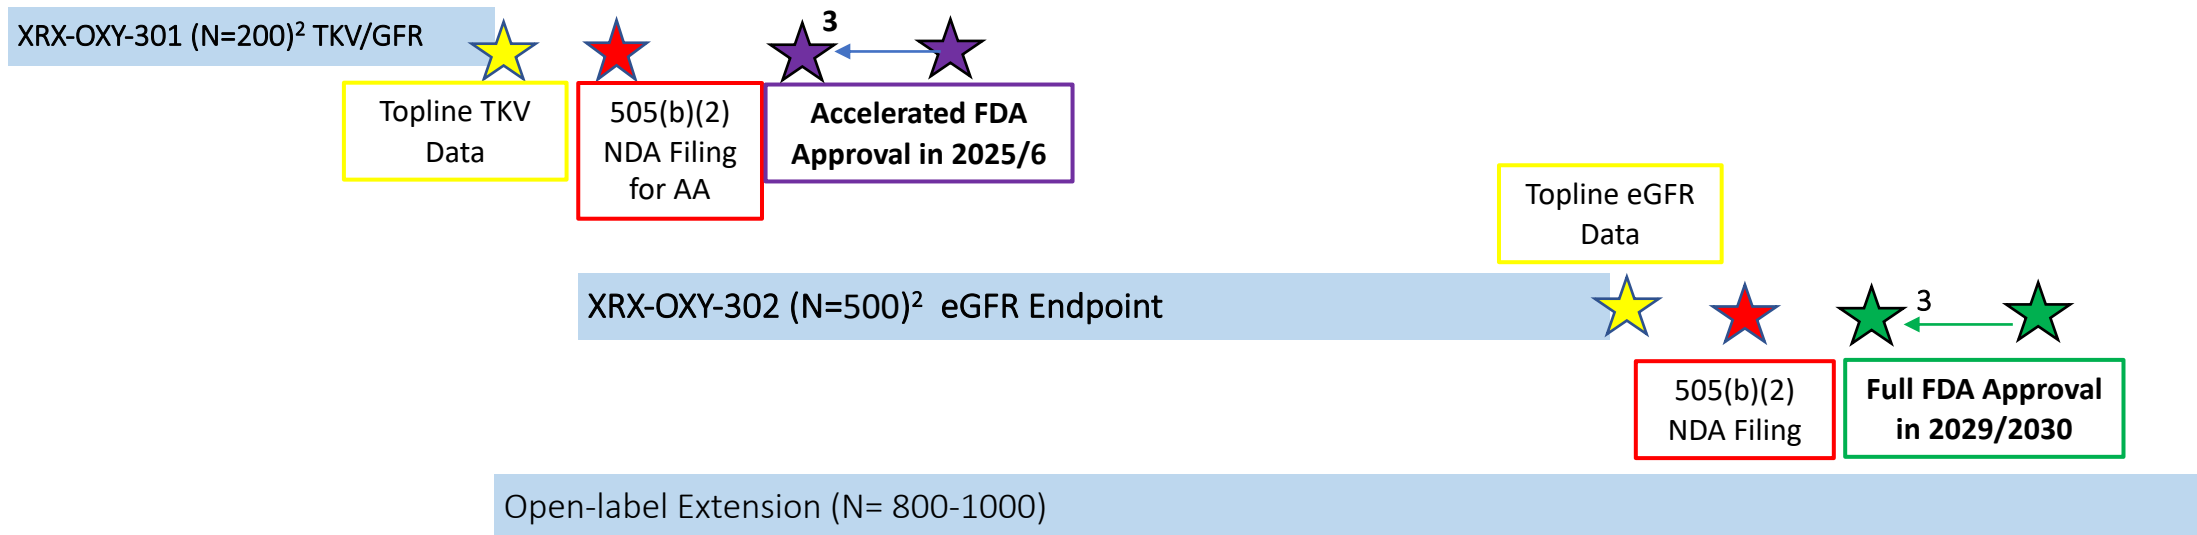 XRX-OXY-301 (N=200)² TKV/GFR
3
Topline TKV
Data
505(b)(2)
NDA Filing
for AA
Accelerated FDA
Approval in 2025/6
Topline eGFR
Data
XRX-OXY-302 (N=500)² eGFR Endpoint
3
505(b)(2)
NDA Filing
Full FDA Approval
in 2029/2030
Open-label Extension (N= 800-1000)